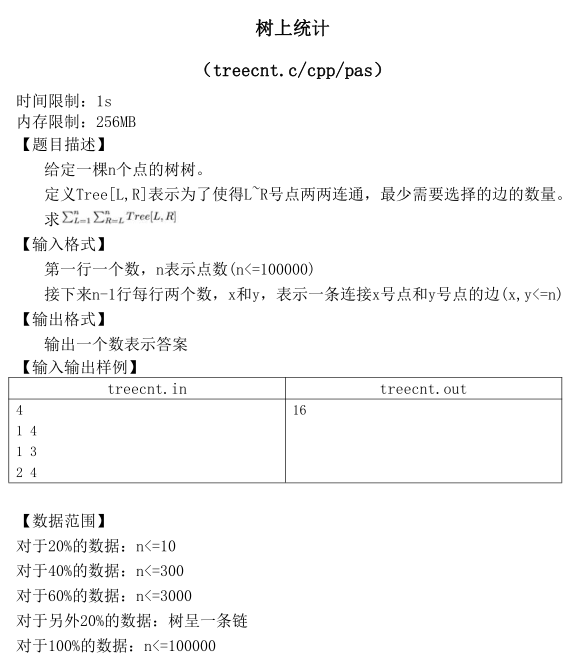 树上统计
（treecnt.c/cpp/pas）
时间限制：1s
内存限制：256MB
【题目描述】
给定一棵n个点的树树。
定义Tree[L,R]表示为了使得L~R号点两两连通，最少需要选择的边的数量。
求∑_{L=1}^{n}∑_{R=L}^{n}Tree[L,R]
【输入格式】
第一行一个数，n表示点数(n<=100000)
接下来n-1行每行两个数，x和y，表示一条连接x号点和y号点的边(x,y<=n)
【输出格式】
输出一个数表示答案
【输入输出样例】
treecnt.in treecnt.out
4 16
1 4
1 3
2 4
【数据范围】
对于20%的数据：n<=10
对于40%的数据：n<=300
对于60%的数据：n<=3000
对于另外20%的数据：树呈一条链
对于100%的数据：n<=100000